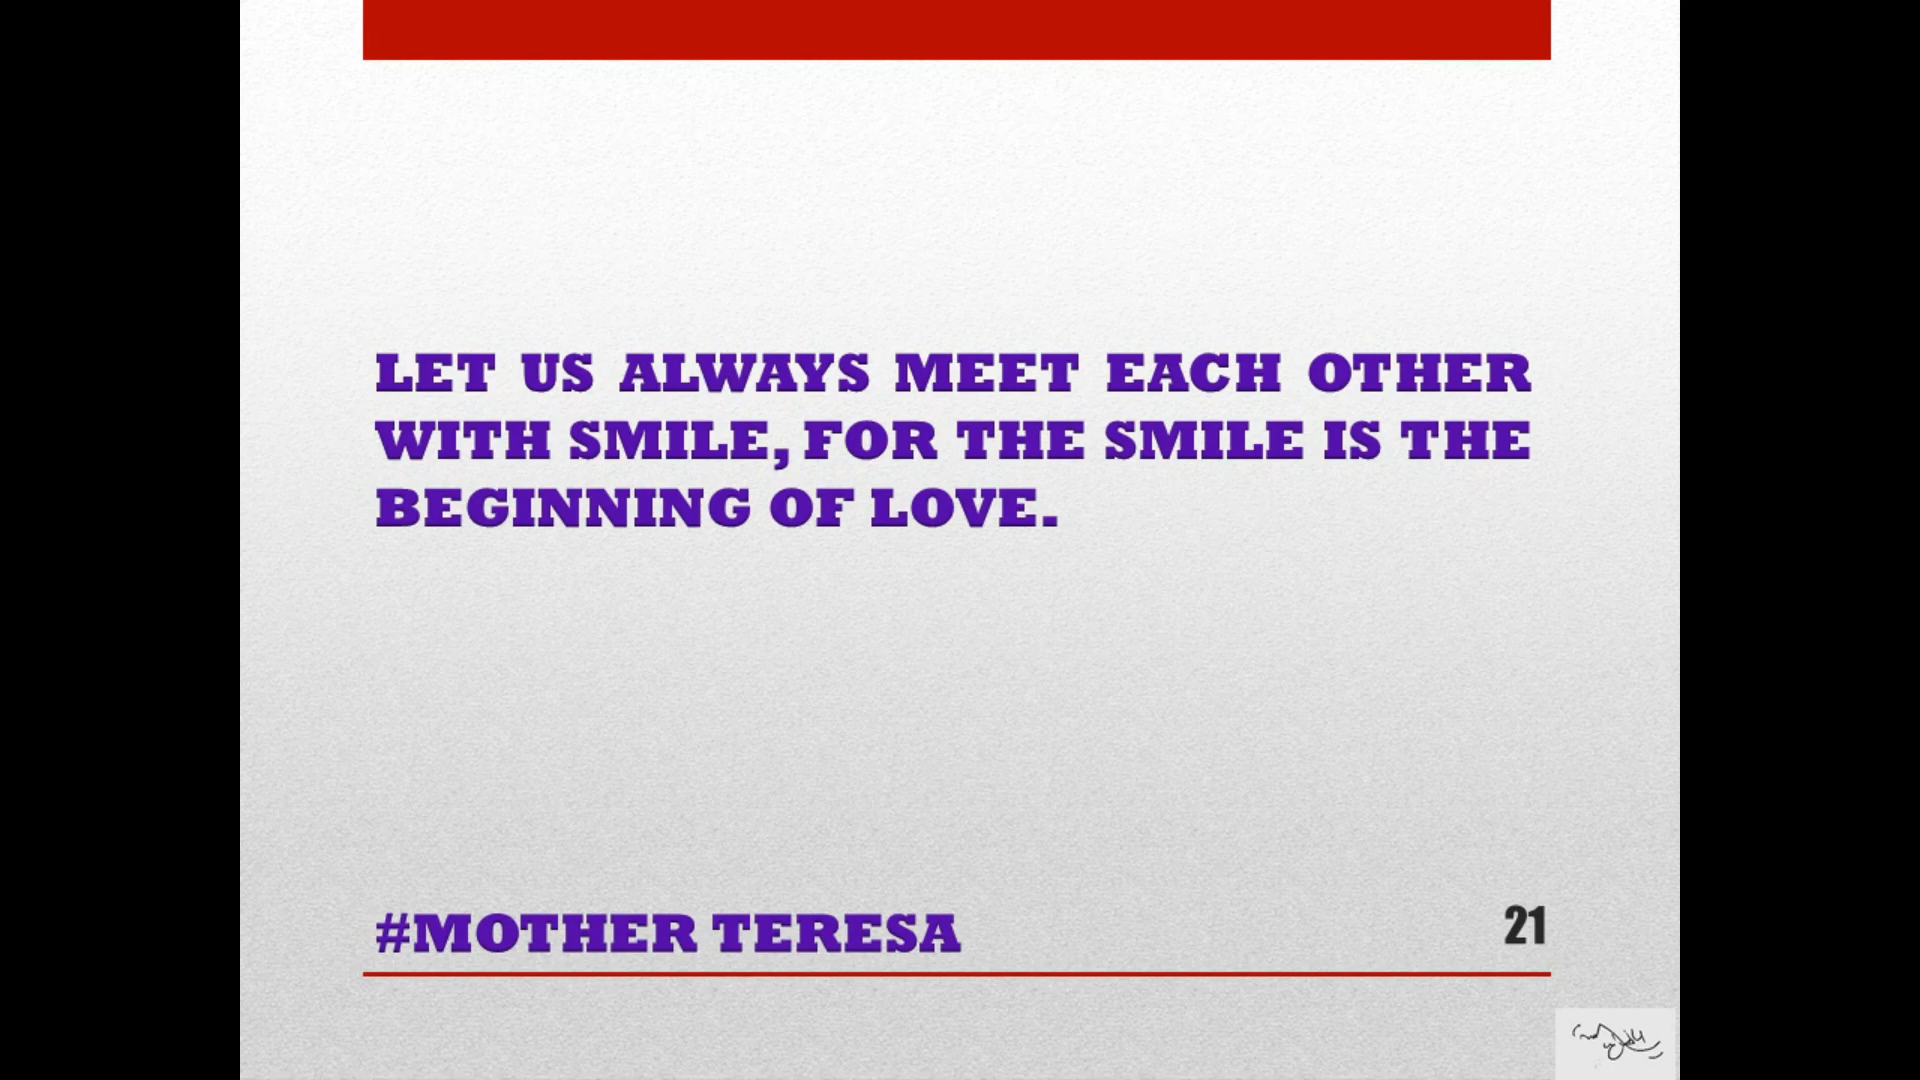 LET US ALWAYS MEET EACH OTHER
WITH SMILE, FOR THE SMILE IS THE
BEGINNING OF LOVE.
#MOTHER TERESA
21